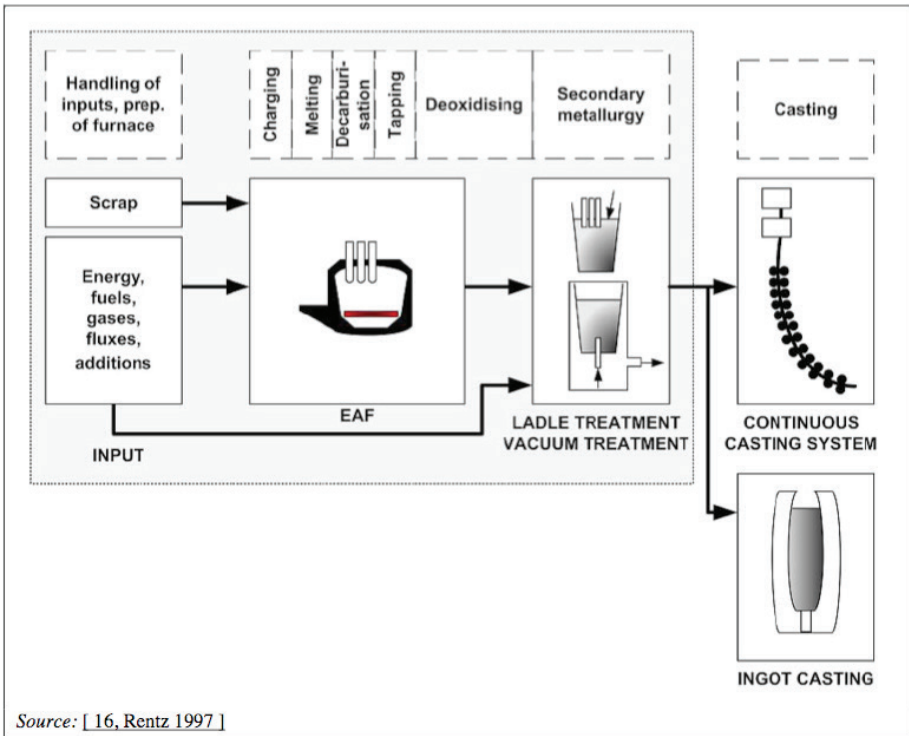 Handling of
inputs, prep.
of furnace
Charging
Melting
Decarburi-
sation
Tapping
Deoxidising
Secondary
metallurgy
Casting
Scrap
Energy,
fuels,
gases,
fluxes,
additions
INPUT
EAF
LADLE TREATMENT
VACUUM TREATMENT
CONTINUOUS
CASTING SYSTEM
INGOT CASTING
Source: [ 16, Rentz 1997 ]